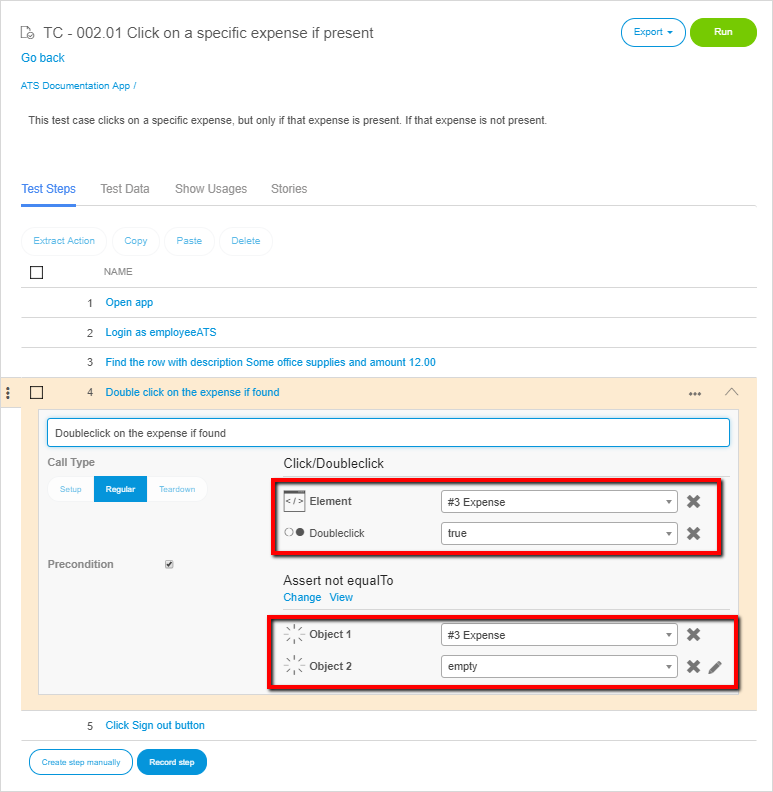 TC - 002.01 Click on a specific expense if present
Export
Run
Go back
ATS Documentation App /
This test case clicks on a specific expense, but only if that expense is present. If that expense is not present.
Test Steps Test Data Show Usages Stories
Extract Action Copy Paste Delete
NAME
1 Open app
2 Login as employeeATS
3 Find the row with description Some office supplies and amount 12.00
4 Double click on the expense if found
Doubleclick on the expense if found
Call Type
Setup Regular Teardown
Click/Doubleclick
</> Element #3 Expense
Doubleclick true
Precondition
Assert not equalTo
Change View
Object 1 #3 Expense
Object 2 empty
5 Click Sign out button
Create step manually Record step